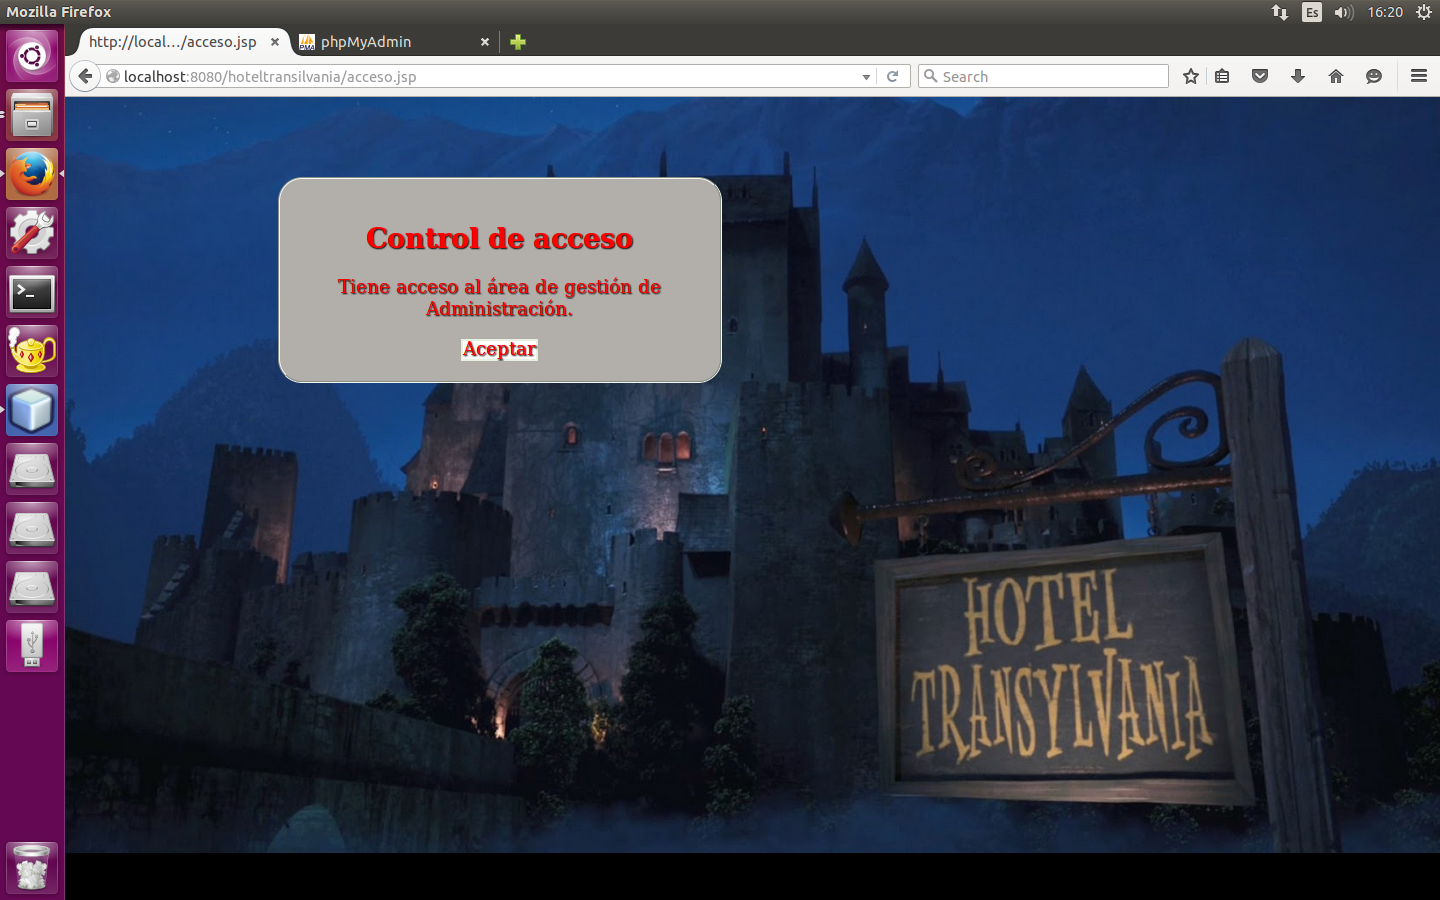 Mozilla Firefox
Es
16:20
http://local.../acceso.jsp
phpMyAdmin
localhost:8080/hoteltransilvania/acceso.jsp
Search
Control de acceso
Tiene acceso al área de gestión de
Administración.
Aceptar
HOTEL
TRANSYLVANIA